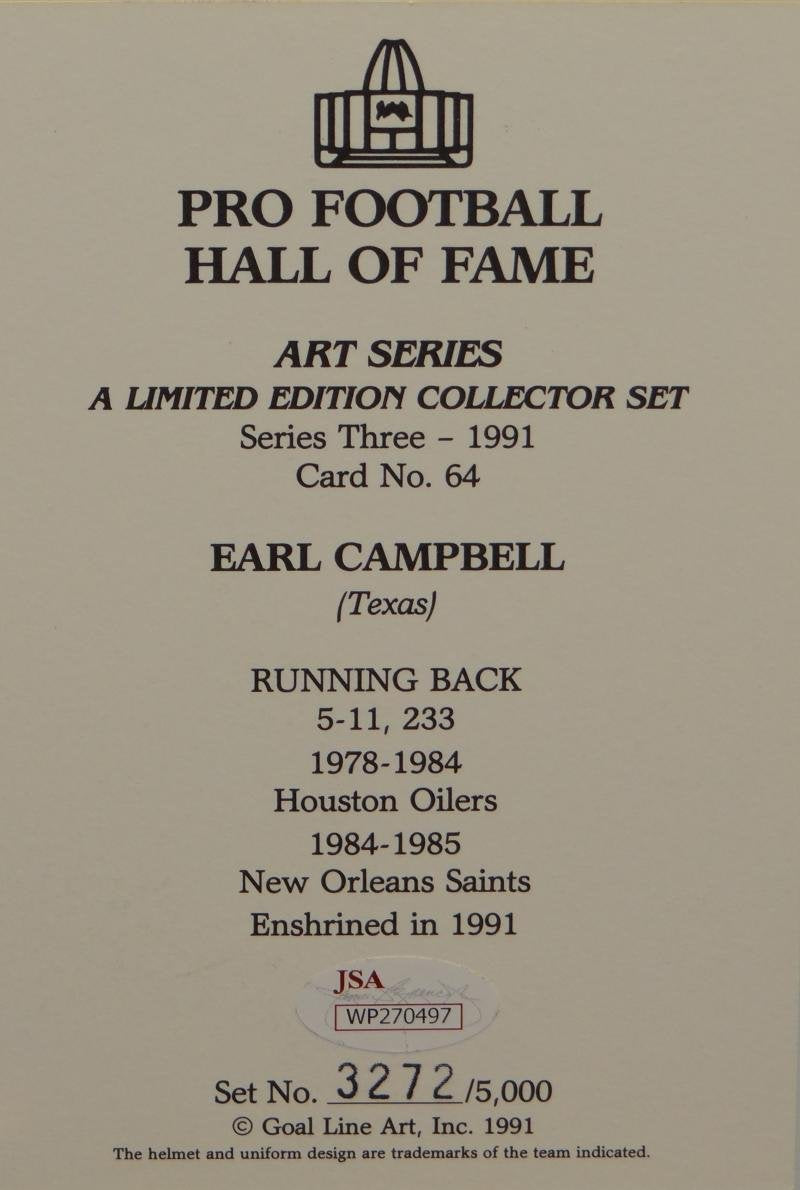 PRO FOOTBALL
HALL OF FAME
ART SERIES
A LIMITED EDITION COLLECTOR SET
Series Three – 1991
Card No. 64
EARL CAMPBELL
(Texas)
RUNNING BACK
5-11, 233
1978-1984
Houston Oilers
1984-1985
New Orleans Saints
Enshrined in 1991
JSA
WP270497
Set No. 3272/5,000
© Goal Line Art, Inc. 1991
The helmet and uniform design are trademarks of the team indicated.